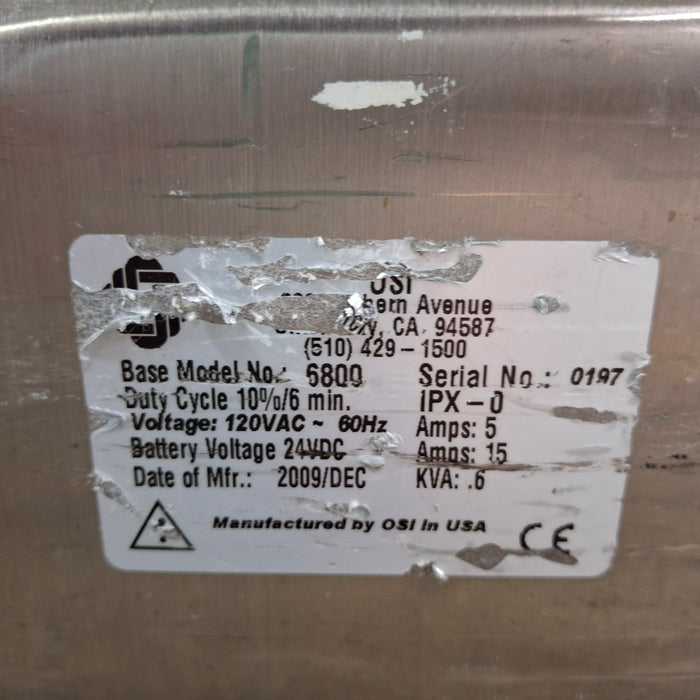 OSI
Avenue
CA. 94587
(510) 429-1500
Base Model No.: 6800 Serial No.: 0197
Duty Cycle 10%/6 min. IPX-0
Voltage: 120VAC ~ 60Hz Amps: 5
Battery Voltage 24VDC Amps: 15
Date of Mfr.: 2009/DEC KVA: .6
Manufactured by OSI in USA CE